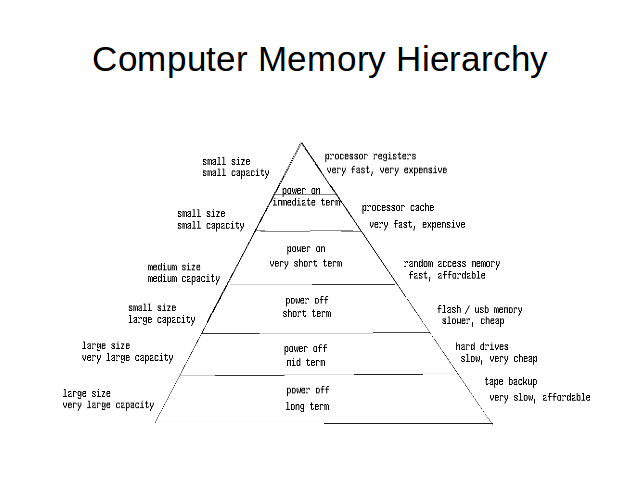 Computer Memory Hierarchy
small size
small capacity
processor registers
very fast, very expensive
power on
immediate term
small size
small capacity
processor cache
very fast, expensive
power on
very short term
medium size
medium capacity
random access memory
fast, affordable
power off
short term
small size
large capacity
flash / usb memory
slower, cheap
power off
mid term
large size
very large capacity
hard drives
slow, very cheap
power off
long term
large size
very large capacity
tape backup
very slow, affordable